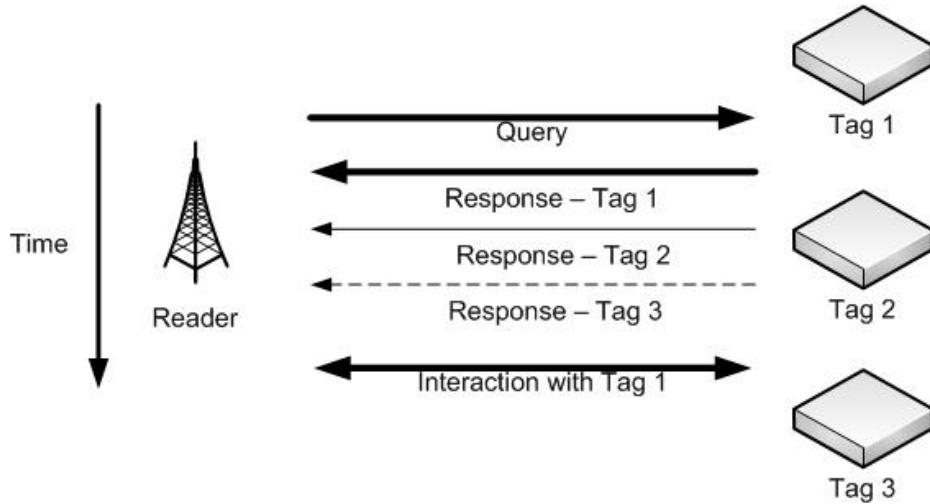 Tag 1
Query
Response – Tag 1
Time
Response – Tag 2
Reader
Tag 2
Response – Tag 3
Interaction with Tag 1
Tag 3